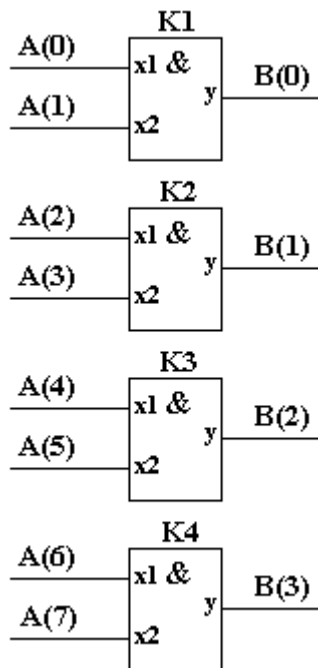 K1
A(0)
x1 &
B(0)
y
A(1)
x2
K2
A(2)
x1 &
B(1)
y
A(3)
x2
K3
A(4)
x1 &
B(2)
y
A(5)
x2
K4
A(6)
x1 &
B(3)
y
A(7)
x2